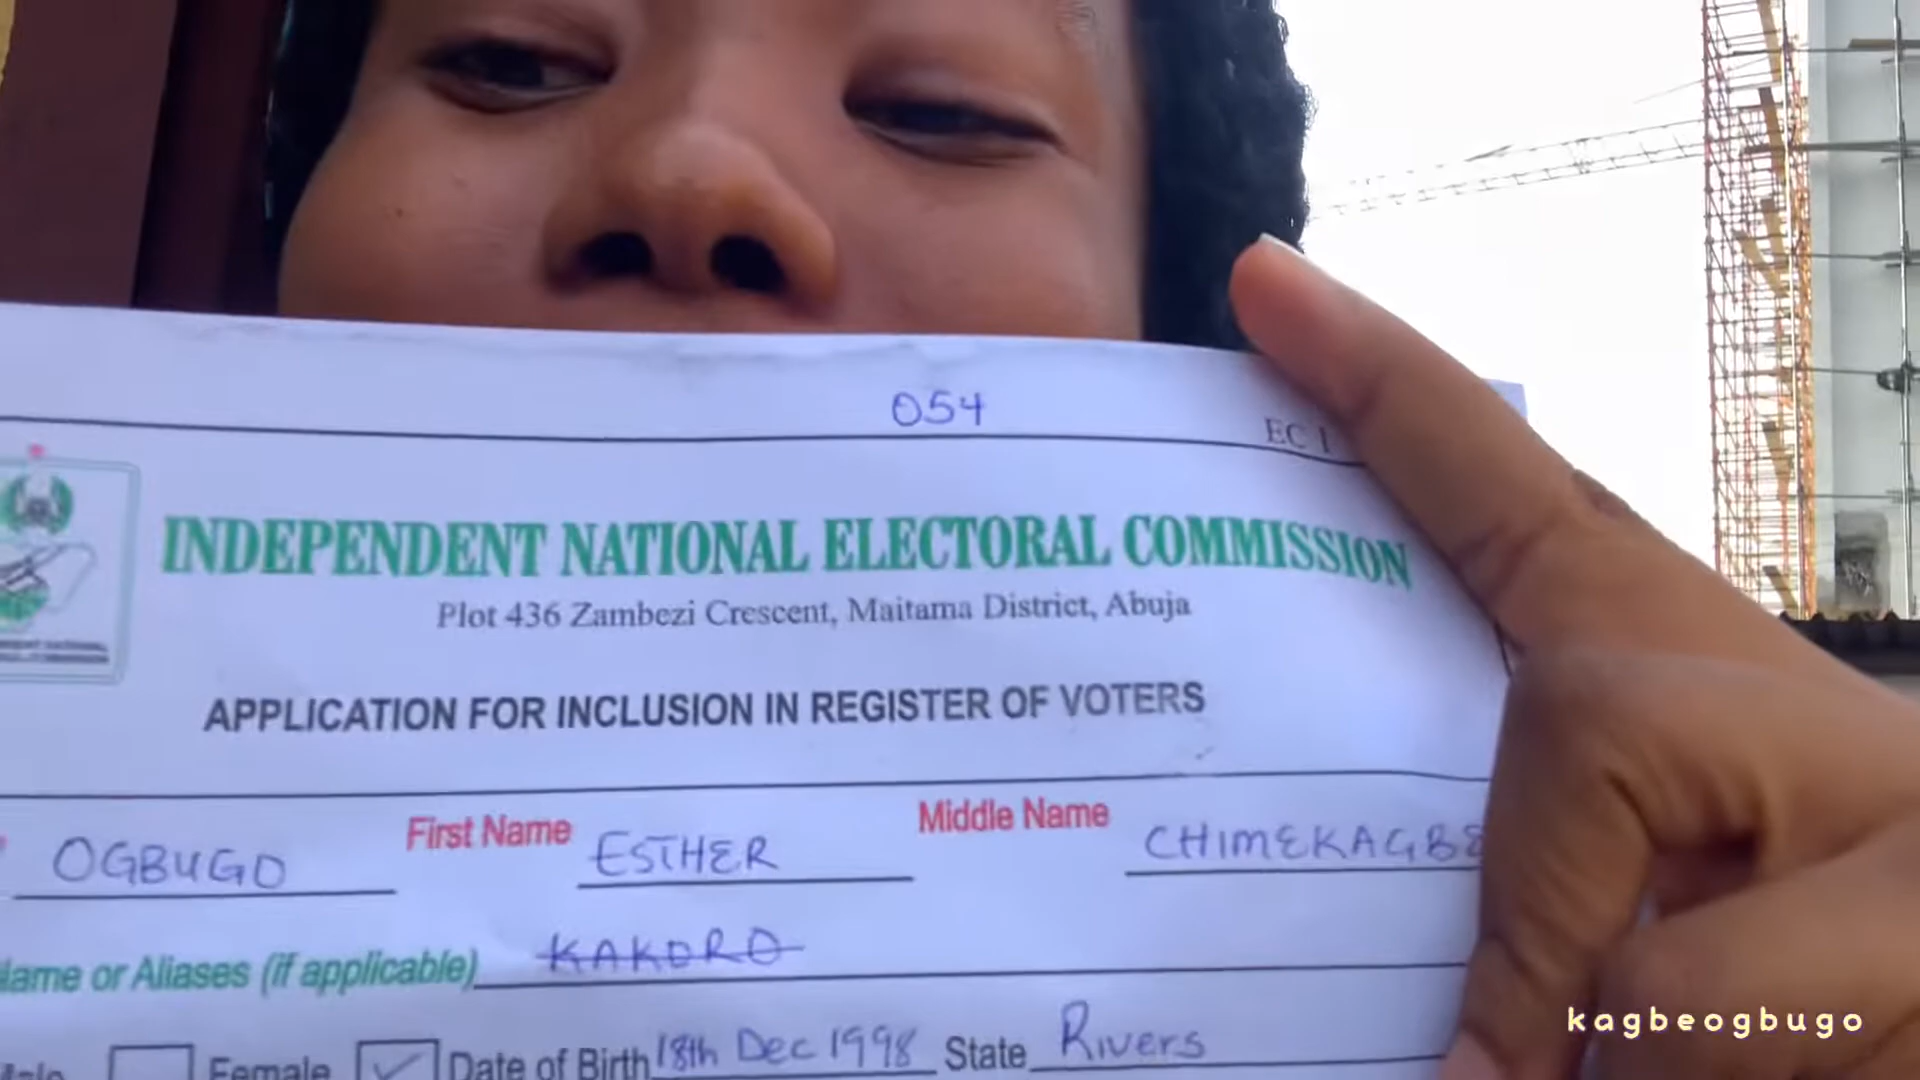 054
EC 1
INDEPENDENT NATIONAL ELECTORAL COMMISSION
Plot 436 Zambezi Crescent, Maitama District, Abuja
APPLICATION FOR INCLUSION IN REGISTER OF VOTERS
OGBUGO First Name ESTHER Middle Name CHIMEKAGBE
Name or Aliases (if applicable) KAKORO
Male Female Date of Birth 18th Dec 1998 State Rivers
kagbeogbugo